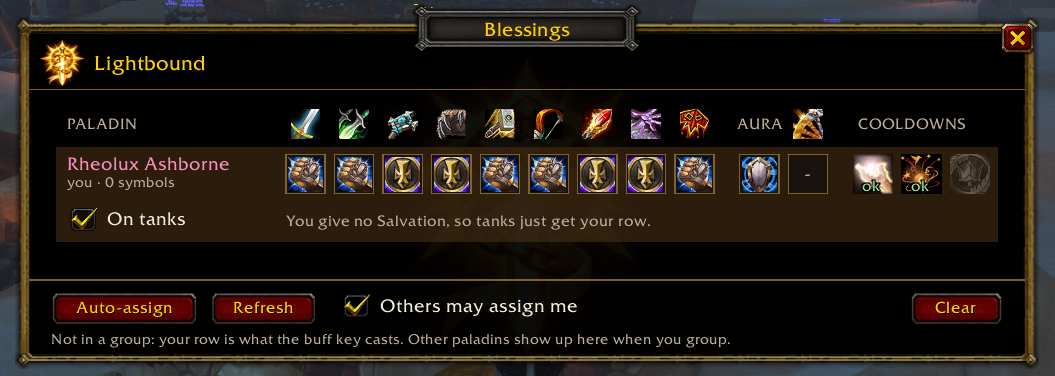 Blessings
Lightbound
PALADIN AURA COOLDOWNS
Rheolux Ashborne
you · 0 symbols
- ok ok
On tanks You give no Salvation, so tanks just get your row.
Auto-assign Refresh Others may assign me Clear
Not in a group: your row is what the buff key casts. Other paladins show up here when you group.